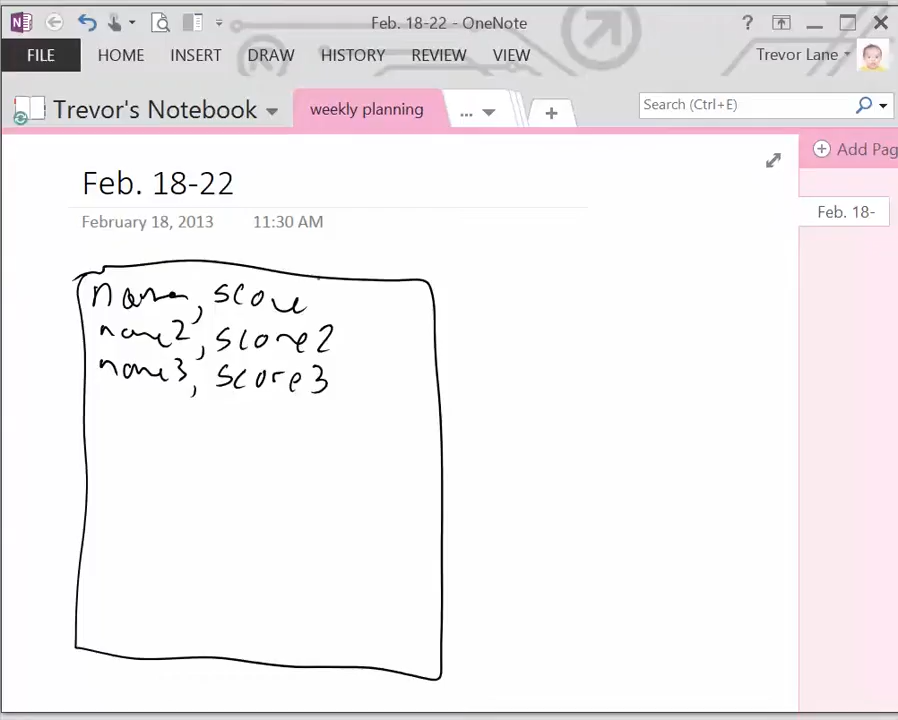 Feb. 18-22 - OneNote
?
FILE HOME INSERT DRAW HISTORY REVIEW VIEW
Trevor Lane
Trevor's Notebook
weekly planning
...
Search (Ctrl+E)
Add Pag
Feb. 18-22
Feb. 18-
February 18, 2013 11:30 AM
name, score
name2, score2
name3, score3